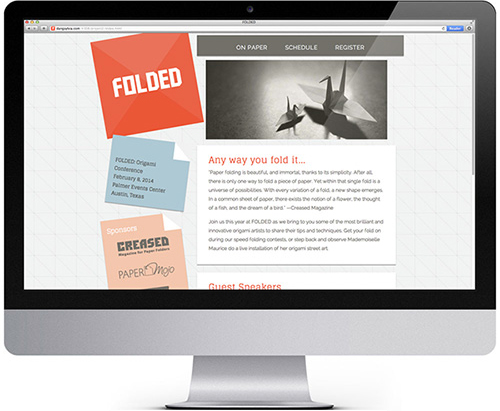 FOLDED
Reader
FOLDED
ON PAPER SCHEDULE REGISTER
FOLDED: Origami
Conference
February 8, 2014
Palmer Events Center
Austin, Texas
Sponsors
CREASED
Magazine for Paper Folders
PAPER Mojo
Any way you fold it...
"Paper folding is beautiful, and immortal, thanks to its simplicity. After all,
there is only one way to fold a piece of paper. Yet within that single fold is a
universe of possibilities. With every variation of a fold, a new shape emerges.
In a common sheet of paper, there exists the notion of a flower, the thought
of a fish, and the dream of a bird." —Creased Magazine
Join us this year at FOLDED as we bring to you some of the most brilliant and
innovative origami artists to share their tips and techniques. Get your fold on
during our speed folding contests, or step back and observe Mademoiselle
Maurice do a live installation of her origami street art.
Guest Speakers